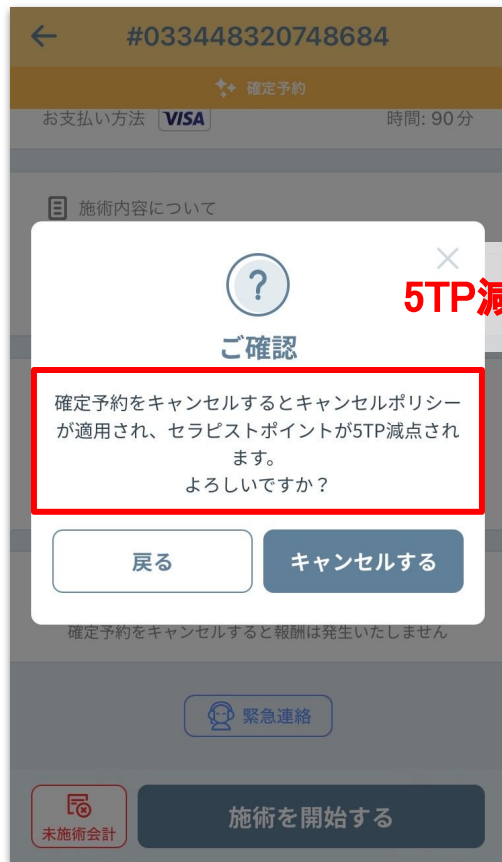 #033448320748684
確定予約
お支払い方法 VISA 時間: 90分
施術内容について
?
5TP減
ご確認
確定予約をキャンセルするとキャンセルポリシー
が適用され、セラピストポイントが5TP減点され
ます。
よろしいですか？
戻る キャンセルする
確定予約をキャンセルすると報酬は発生いたしません
緊急連絡
未施術会計 施術を開始する